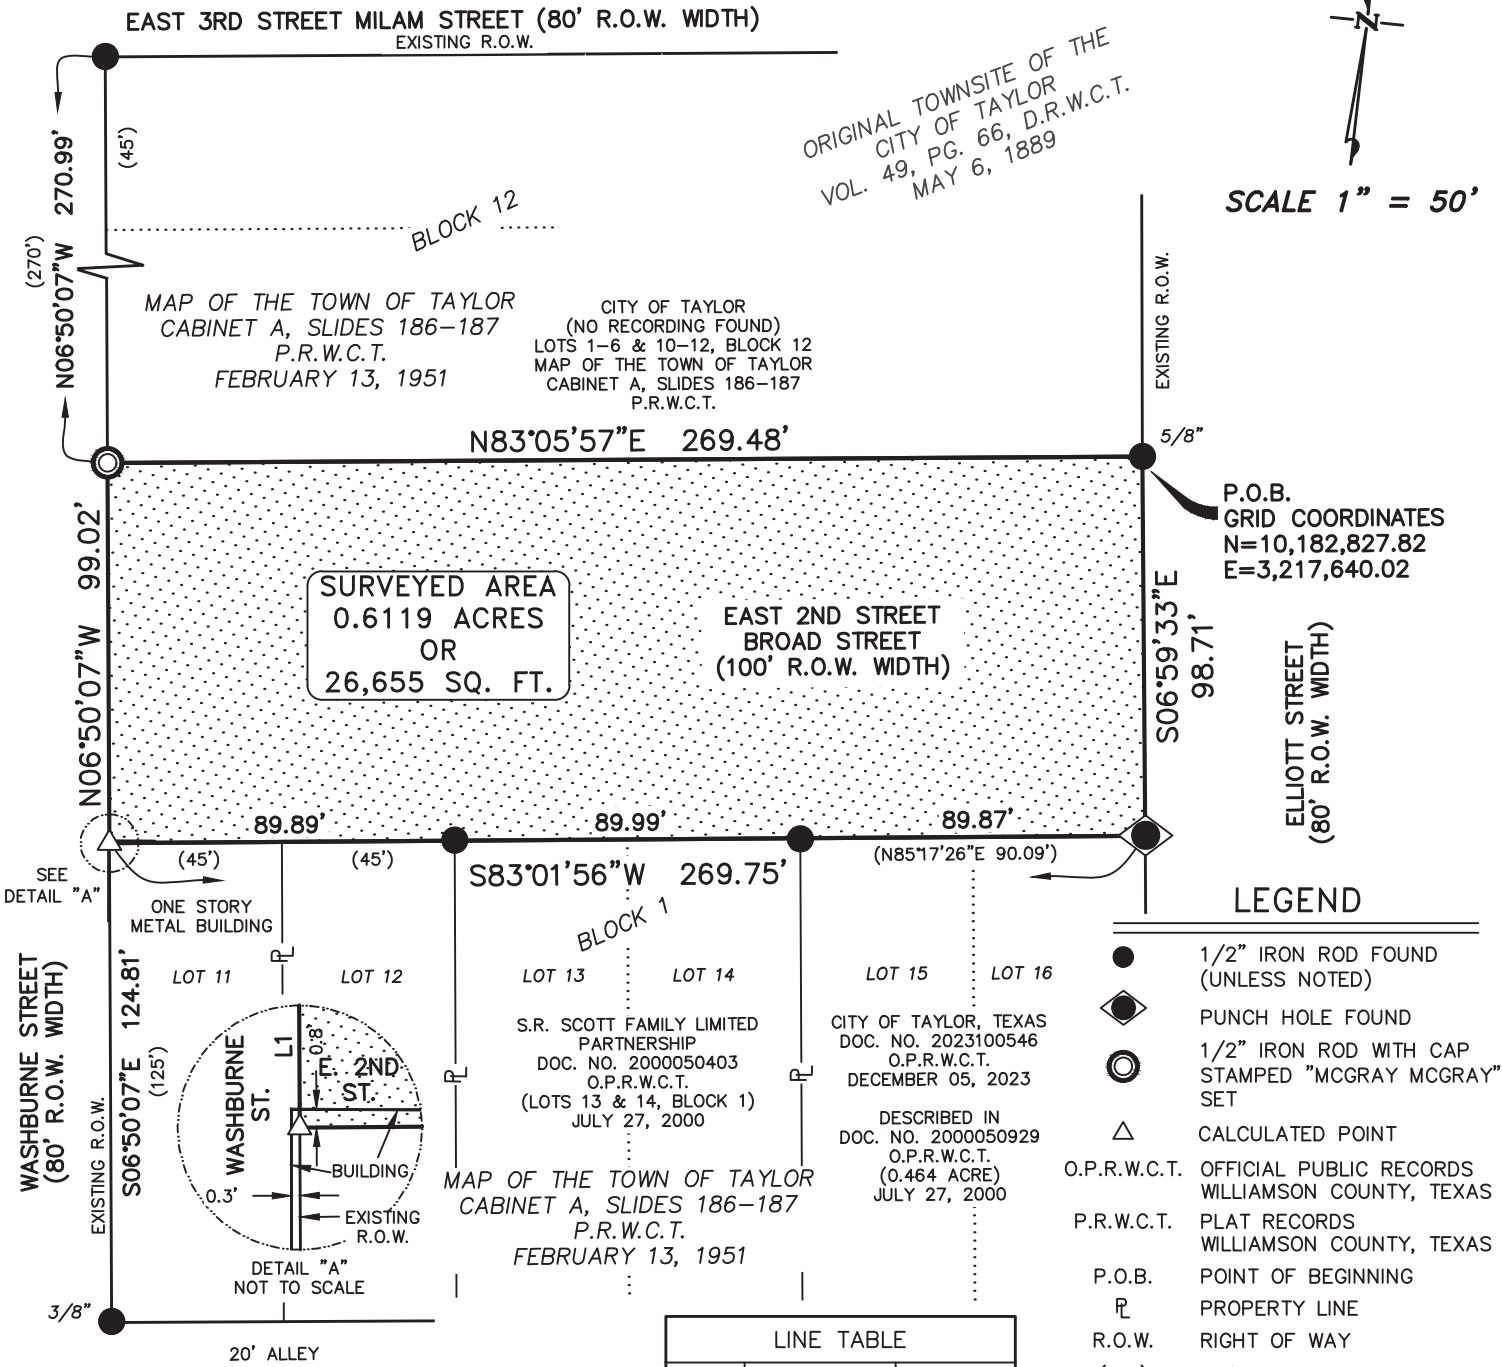 EAST 3RD STREET MILAM STREET (80' R.O.W. WIDTH)
EXISTING R.O.W.
N
SCALE 1" = 50'
ORIGINAL TOWNSITE OF THE
CITY OF TAYLOR
VOL. 49, PG. 66, D.R.W.C.T.
MAY 6, 1889
N06°50'07"W 270.99'
(270')
(45')
BLOCK 12
MAP OF THE TOWN OF TAYLOR
CABINET A, SLIDES 186-187
P.R.W.C.T.
FEBRUARY 13, 1951
CITY OF TAYLOR
(NO RECORDING FOUND)
LOTS 1-6 & 10-12, BLOCK 12
MAP OF THE TOWN OF TAYLOR
CABINET A, SLIDES 186-187
P.R.W.C.T.
EXISTING R.O.W.
N83°05'57"E 269.48'
5/8"
P.O.B.
GRID COORDINATES
N=10,182,827.82
E=3,217,640.02
N06°50'07"W 99.02'
SURVEYED AREA
0.6119 ACRES
OR
26,655 SQ. FT.
EAST 2ND STREET
BROAD STREET
(100' R.O.W. WIDTH)
S06°59'33"E
98.71'
ELLIOTT STREET
(80' R.O.W. WIDTH)
89.89'
89.99'
89.87'
(45')
(45')
S83°01'56"W 269.75'
(N85°17'26"E 90.09')
SEE
DETAIL "A"
ONE STORY
METAL BUILDING
BLOCK 1
PL
LOT 11
LOT 12
LOT 13
LOT 14
LOT 15
LOT 16
WASHBURNE STREET
(80' R.O.W. WIDTH)
EXISTING R.O.W.
S06°50'07"E 124.81'
(125')
WASHBURNE
ST.
L1
0.8'
E. 2ND
ST.
BUILDING
0.3'
EXISTING
R.O.W.
DETAIL "A"
NOT TO SCALE
PL
S.R. SCOTT FAMILY LIMITED
PARTNERSHIP
DOC. NO. 2000050403
O.P.R.W.C.T.
(LOTS 13 & 14, BLOCK 1)
JULY 27, 2000
PL
CITY OF TAYLOR, TEXAS
DOC. NO. 2023100546
O.P.R.W.C.T.
DECEMBER 05, 2023
DESCRIBED IN
DOC. NO. 2000050929
O.P.R.W.C.T.
(0.464 ACRE)
JULY 27, 2000
MAP OF THE TOWN OF TAYLOR
CABINET A, SLIDES 186-187
P.R.W.C.T.
FEBRUARY 13, 1951
3/8"
20' ALLEY
LINE TABLE
LEGEND
1/2" IRON ROD FOUND
(UNLESS NOTED)
PUNCH HOLE FOUND
1/2" IRON ROD WITH CAP
STAMPED "MCGRAY MCGRAY"
SET
CALCULATED POINT
O.P.R.W.C.T. OFFICIAL PUBLIC RECORDS
WILLIAMSON COUNTY, TEXAS
P.R.W.C.T. PLAT RECORDS
WILLIAMSON COUNTY, TEXAS
P.O.B. POINT OF BEGINNING
PL PROPERTY LINE
R.O.W. RIGHT OF WAY